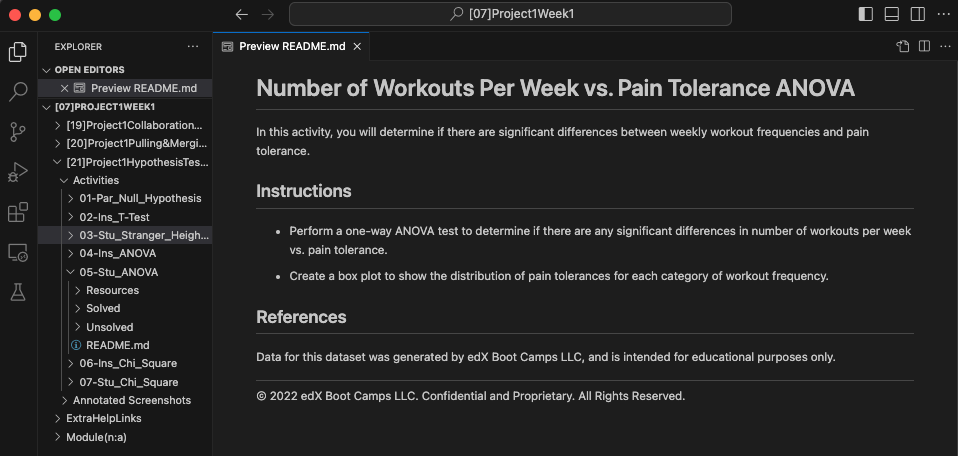 [07]Project1Week1
EXPLORER
OPEN EDITORS
Preview README.md
[07]PROJECT1WEEK1
[19]Project1Collaboration...
[20]Project1Pulling&Mergi...
[21]Project1HypothesisTes...
Activities
01-Par_Null_Hypothesis
02-Ins_T-Test
03-Stu_Stranger_Heigh...
04-Ins_ANOVA
05-Stu_ANOVA
Resources
Solved
Unsolved
README.md
06-Ins_Chi_Square
07-Stu_Chi_Square
Annotated Screenshots
ExtraHelpLinks
Module(n:a)
Preview README.md
Number of Workouts Per Week vs. Pain Tolerance ANOVA
In this activity, you will determine if there are significant differences between weekly workout frequencies and pain
tolerance.
Instructions
• Perform a one-way ANOVA test to determine if there are any significant differences in number of workouts per week
vs. pain tolerance.
• Create a box plot to show the distribution of pain tolerances for each category of workout frequency.
References
Data for this dataset was generated by edX Boot Camps LLC, and is intended for educational purposes only.
© 2022 edX Boot Camps LLC. Confidential and Proprietary. All Rights Reserved.